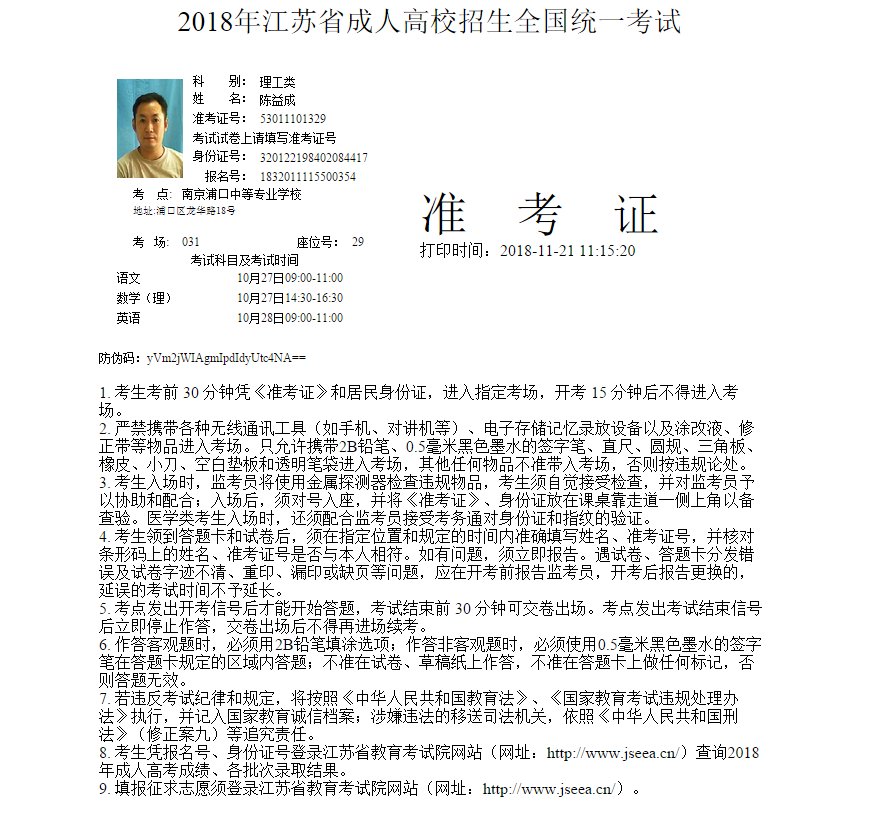 2018年江苏省成人高校招生全国统一考试
科 别： 理工类
姓 名： 陈益成
准考证号： 53011101329
考试试卷上请填写准考证号
身份证号： 320122198402084417
报名号： 1832011115500354
考 点: 南京浦口中等专业学校
地址:浦口区龙华路18号
准 考 证
打印时间：2018-11-21 11:15:20
考 场: 031 座位号： 29
考试科目及考试时间
语文 10月27日09:00-11:00
数学（理） 10月27日14:30-16:30
英语 10月28日09:00-11:00
防伪码：yVm2jWIAgmIpdIdyUtc4NA==
1. 考生考前 30 分钟凭《准考证》和居民身份证，进入指定考场，开考 15 分钟后不得进入考
场。
2. 严禁携带各种无线通讯工具（如手机、对讲机等）、电子存储记忆录放设备以及涂改液、修
正带等物品进入考场。只允许携带2B铅笔、0.5毫米黑色墨水的签字笔、直尺、圆规、三角板、
橡皮、小刀、空白垫板和透明笔袋进入考场，其他任何物品不准带入考场，否则按违规论处。
3. 考生入场时，监考员将使用金属探测器检查违规物品，考生须自觉接受检查，并对监考员予
以协助和配合；入场后，须对号入座，并将《准考证》、身份证放在课桌靠走道一侧上角以备
查验。医学类考生入场时，还须配合监考员接受考务通对身份证和指纹的验证。
4. 考生领到答题卡和试卷后，须在指定位置和规定的时间内准确填写姓名、准考证号，并核对
条形码上的姓名、准考证号是否与本人相符。如有问题，须立即报告。遇试卷、答题卡分发错
误及试卷字迹不清、重印、漏印或缺页等问题，应在开考前报告监考员，开考后报告更换的，
延误的考试时间不予延长。
5. 考点发出开考信号后才能开始答题，考试结束前 30 分钟可交卷出场。考点发出考试结束信号
后立即停止作答，交卷出场后不得再进场续考。
6. 作答客观题时，必须用2B铅笔填涂选项；作答非客观题时，必须使用0.5毫米黑色墨水的签字
笔在答题卡规定的区域内答题；不准在试卷、草稿纸上作答，不准在答题卡上做任何标记，否
则答题无效。
7. 若违反考试纪律和规定，将按照《中华人民共和国教育法》、《国家教育考试违规处理办
法》执行，并记入国家教育诚信档案；涉嫌违法的移送司法机关，依照《中华人民共和国刑
法》（修正案九）等追究责任。
8. 考生凭报名号、身份证号登录江苏省教育考试院网站（网址：http://www.jseea.cn/）查询2018
年成人高考成绩、各批次录取结果。
9. 填报征求志愿须登录江苏省教育考试院网站（网址：http://www.jseea.cn/）。